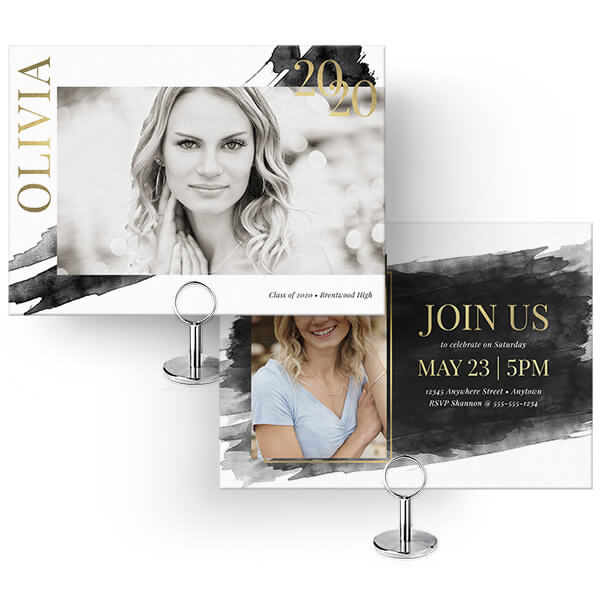 OLIVIA
20
20
Class of 2020 • Brentwood High
JOIN US
to celebrate on Saturday
MAY 23 | 5PM
12345 Anywhere Street • Anytown
RSVP Shannon @ 555-555-1234